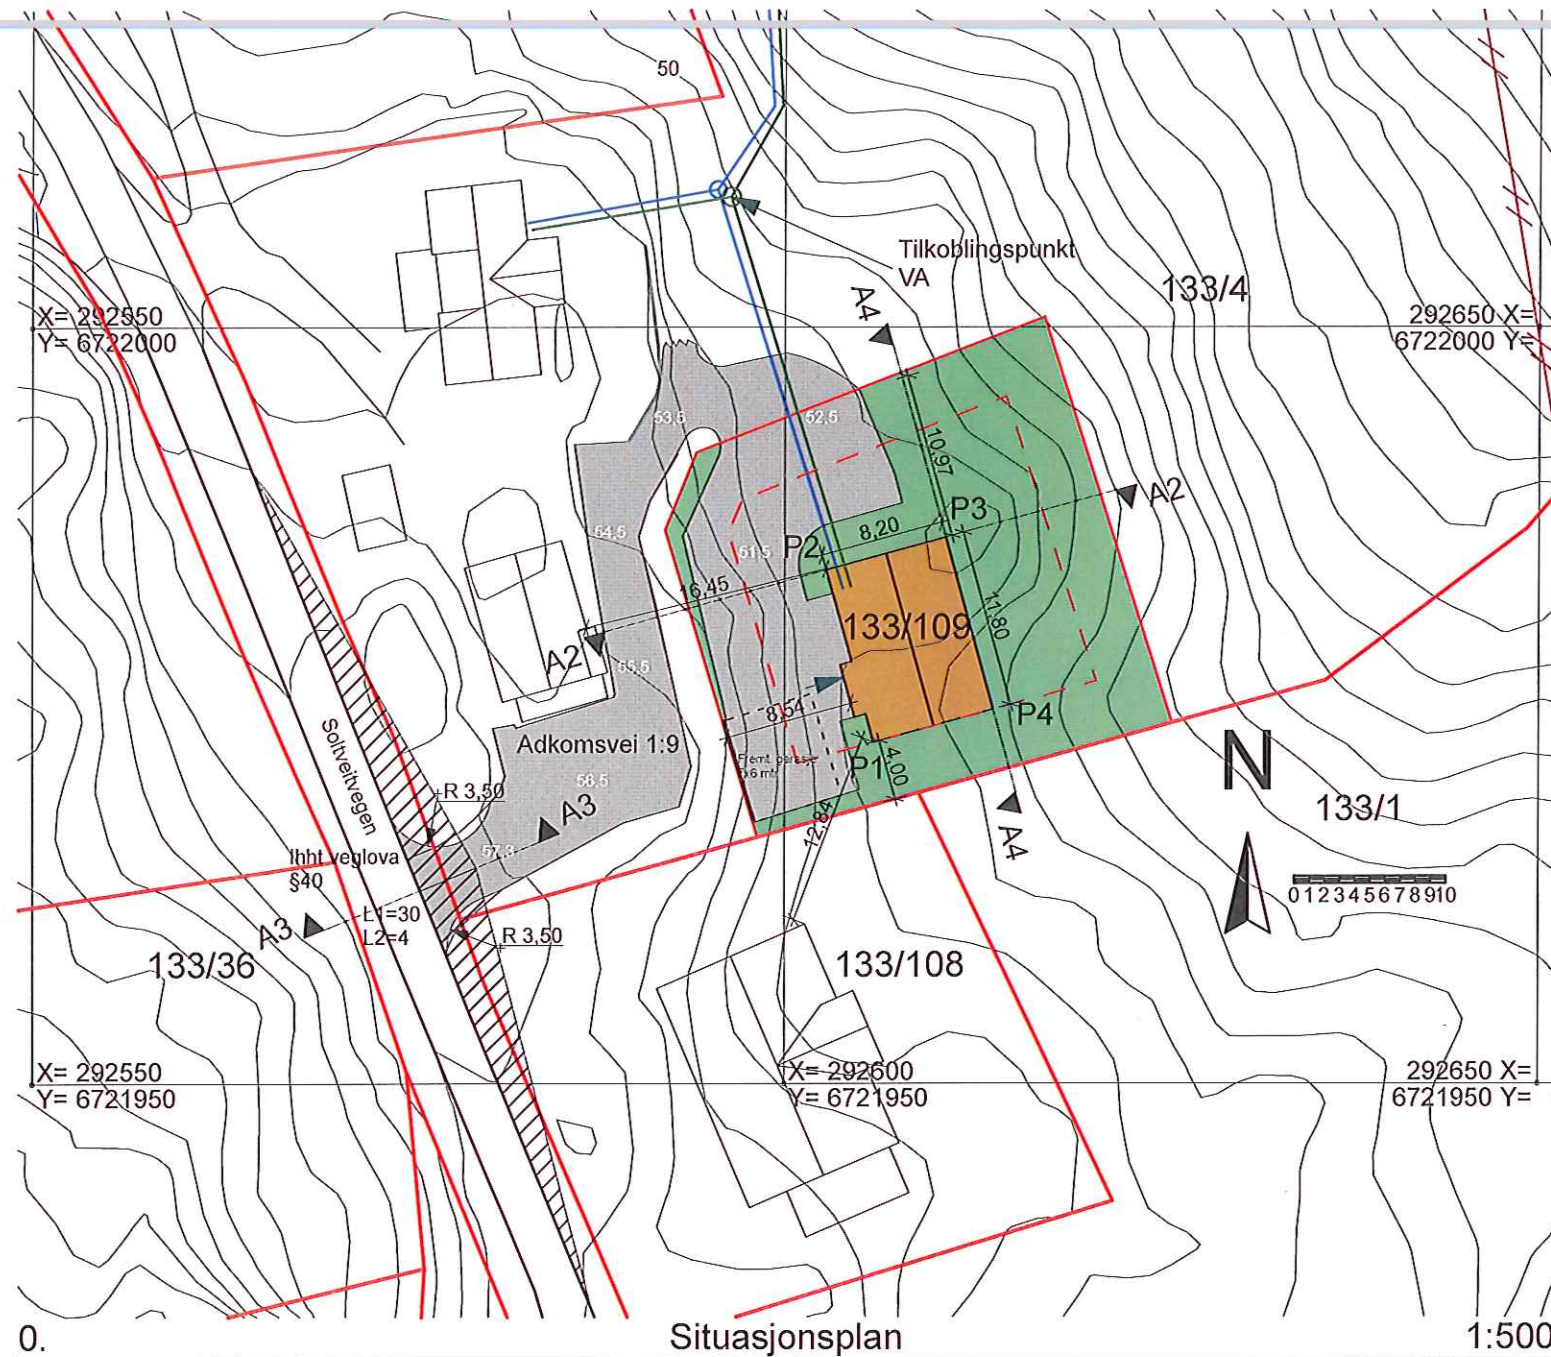 50
Tilkoblingspunkt
VA
133/4
A4
X= 292550
Y= 6722000
292650 X=
6722000 Y=
53,5
52,5
10,97
A2
P3
8,20
P2
54,5
51,5
16,45
11,80
133/109
A2
55,5
8,54
P4
Soltveitvegen
Adkomsvei 1:9
P1
4,00
N
56,5
R 3,50
A3
133/1
12,84
A4
57,3
Ihht veglova
§40
0 1 2 3 4 5 6 7 8 9 10
L1=30
L2=4
A3
R 3,50
133/36
133/108
X= 292550
Y= 6721950
X= 292600
Y= 6721950
292650 X=
6721950 Y=
0.
Situasjonsplan
1:500